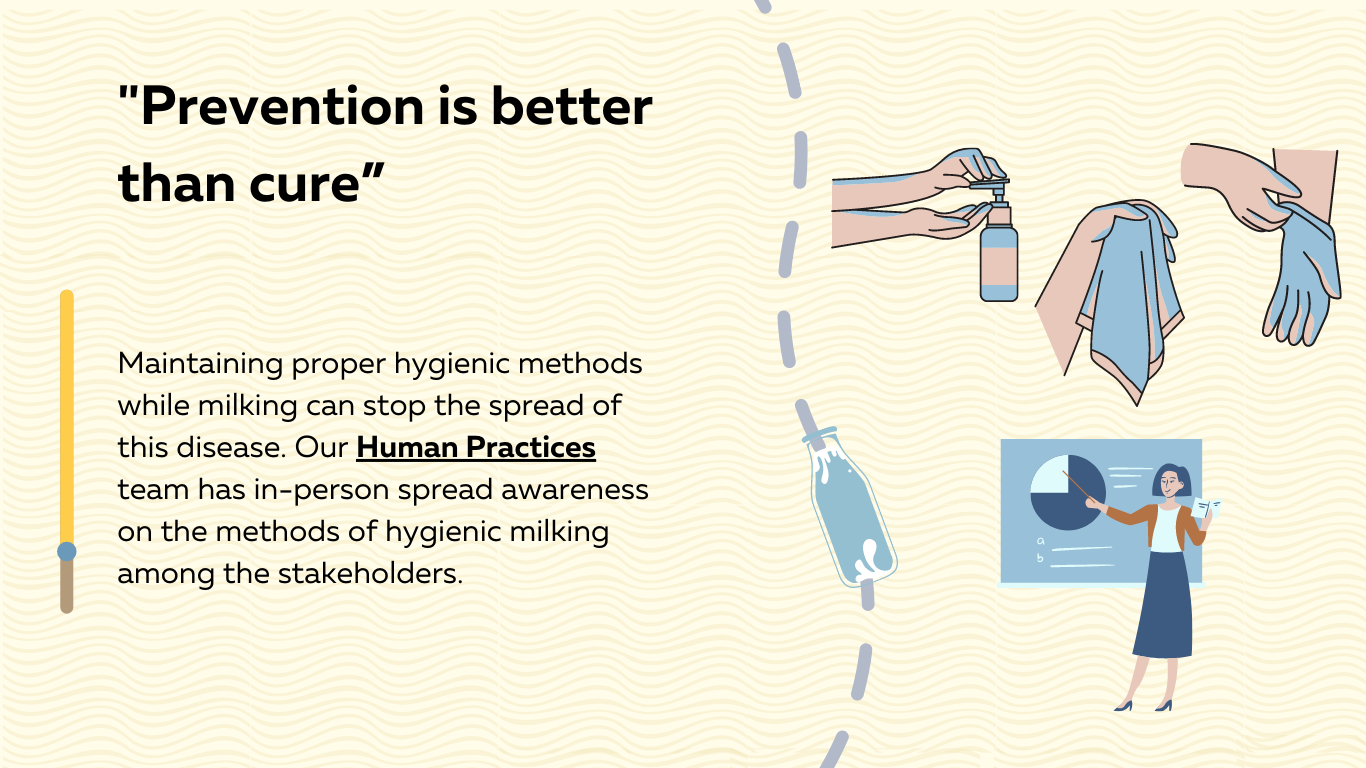 "Prevention is better
than cure”
Maintaining proper hygienic methods
while milking can stop the spread of
this disease. Our Human Practices
team has in-person spread awareness
on the methods of hygienic milking
among the stakeholders.
a
b